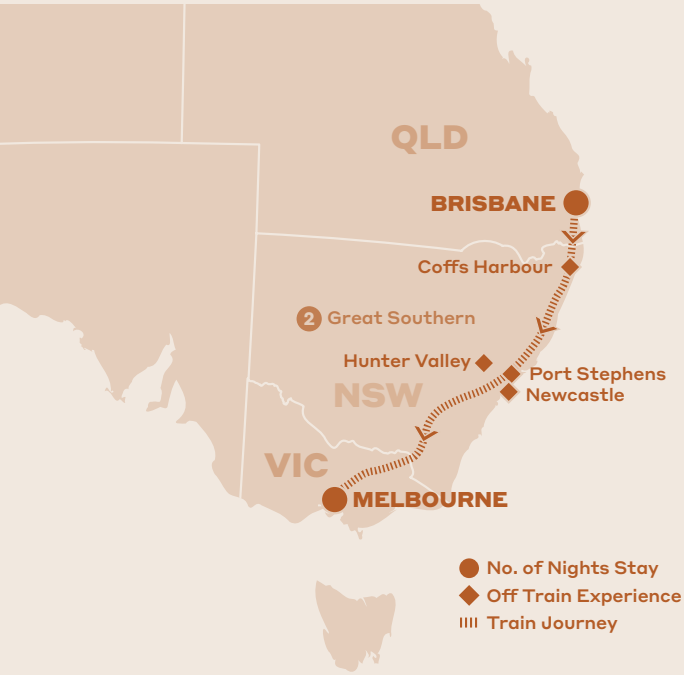 QLD
BRISBANE
Coffs Harbour
2 Great Southern
Hunter Valley
Port Stephens
NSW
Newcastle
VIC
MELBOURNE
No. of Nights Stay
Off Train Experience
Train Journey